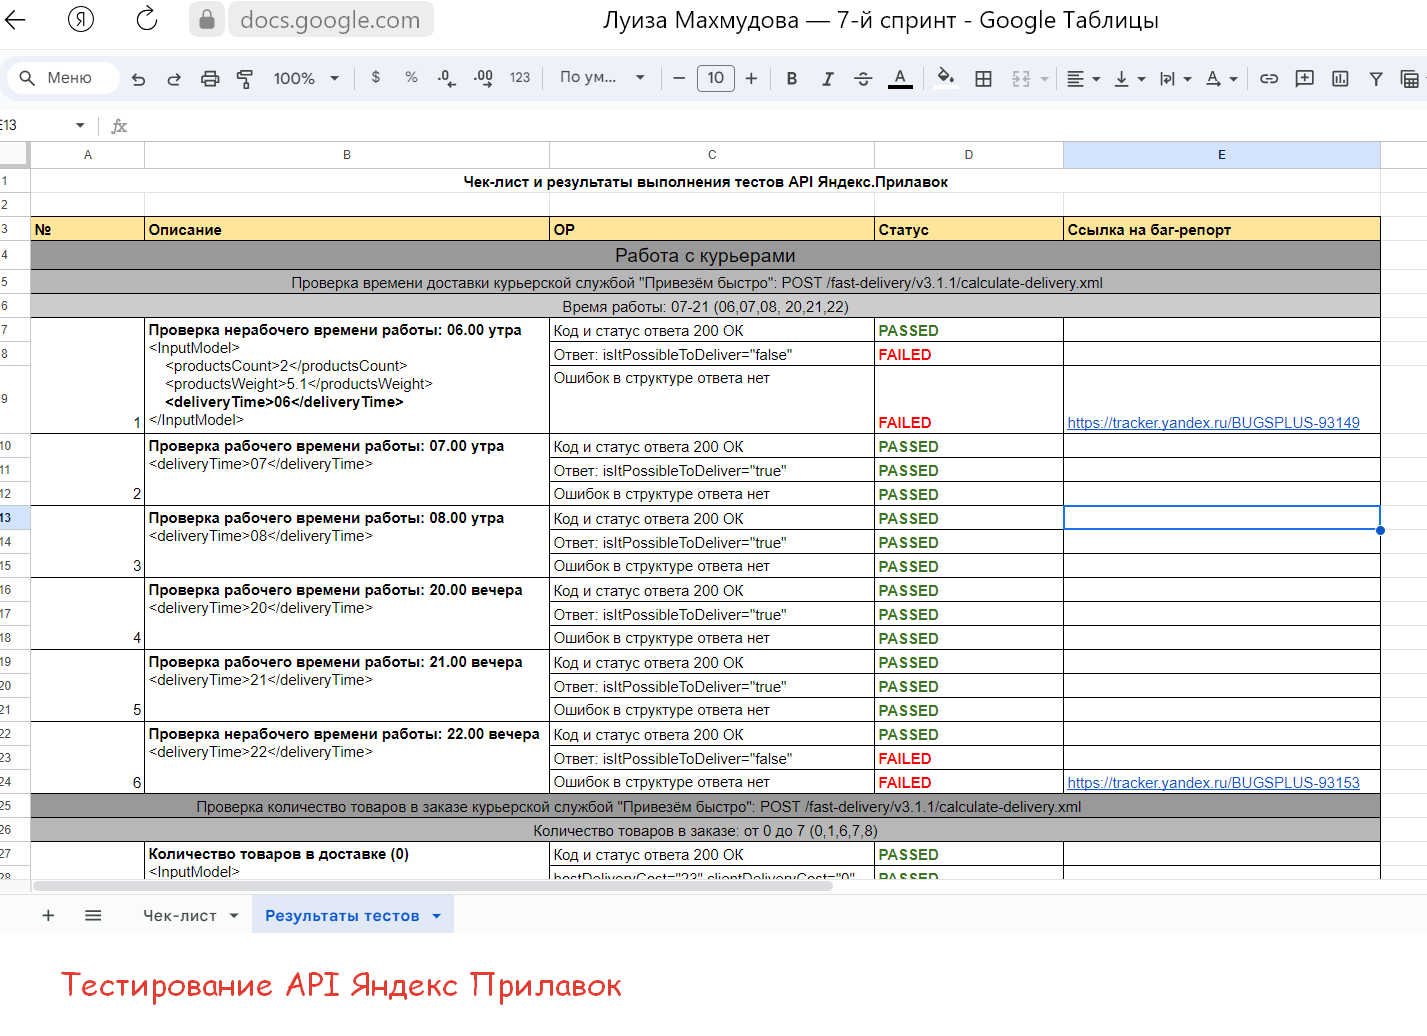 Я docs.google.com Луиза Махмудова — 7-й спринт - Google Таблицы
Меню 100% $ % .0 .00 123 По ум... 10 B I A
E13 fx
A B C D E
1 Чек-лист и результаты выполнения тестов API Яндекс.Прилавок
2
3 № Описание ОР Статус Ссылка на баг-репорт
4 Работа с курьерами
5 Проверка времени доставки курьерской службой "Привезём быстро": POST /fast-delivery/v3.1.1/calculate-delivery.xml
6 Время работы: 07-21 (06,07,08, 20,21,22)
7 Проверка нерабочего времени работы: 06.00 утра Код и статус ответа 200 ОК PASSED
<InputModel>
8 Ответ: isItPossibleToDeliver="false" FAILED
<productsCount>2</productsCount>
<productsWeight>5.1</productsWeight>
9 Ошибок в структуре ответа нет
<deliveryTime>06</deliveryTime>
1 </InputModel> FAILED https://tracker.yandex.ru/BUGSPLUS-93149
10 Проверка рабочего времени работы: 07.00 утра Код и статус ответа 200 ОК PASSED
11 <deliveryTime>07</deliveryTime> Ответ: isItPossibleToDeliver="true" PASSED
12 2 Ошибок в структуре ответа нет PASSED
13 Проверка рабочего времени работы: 08.00 утра Код и статус ответа 200 ОК PASSED
14 <deliveryTime>08</deliveryTime> Ответ: isItPossibleToDeliver="true" PASSED
15 3 Ошибок в структуре ответа нет PASSED
16 Проверка рабочего времени работы: 20.00 вечера Код и статус ответа 200 ОК PASSED
17 <deliveryTime>20</deliveryTime> Ответ: isItPossibleToDeliver="true" PASSED
18 4 Ошибок в структуре ответа нет PASSED
19 Проверка рабочего времени работы: 21.00 вечера Код и статус ответа 200 ОК PASSED
20 <deliveryTime>21</deliveryTime> Ответ: isItPossibleToDeliver="true" PASSED
21 5 Ошибок в структуре ответа нет PASSED
22 Проверка нерабочего времени работы: 22.00 вечера Код и статус ответа 200 ОК PASSED
23 <deliveryTime>22</deliveryTime> Ответ: isItPossibleToDeliver="false" FAILED
24 6 Ошибок в структуре ответа нет FAILED https://tracker.yandex.ru/BUGSPLUS-93153
25 Проверка количество товаров в заказе курьерской службой "Привезём быстро": POST /fast-delivery/v3.1.1/calculate-delivery.xml
26 Количество товаров в заказе: от 0 до 7 (0,1,6,7,8)
27 Количество товаров в доставке (0) Код и статус ответа 200 ОК PASSED
28 <InputModel> hostDeliveryCost="23" clientDeliveryCost="0" PASSED
Чек-лист Результаты тестов
Тестирование API Яндекс Прилавок